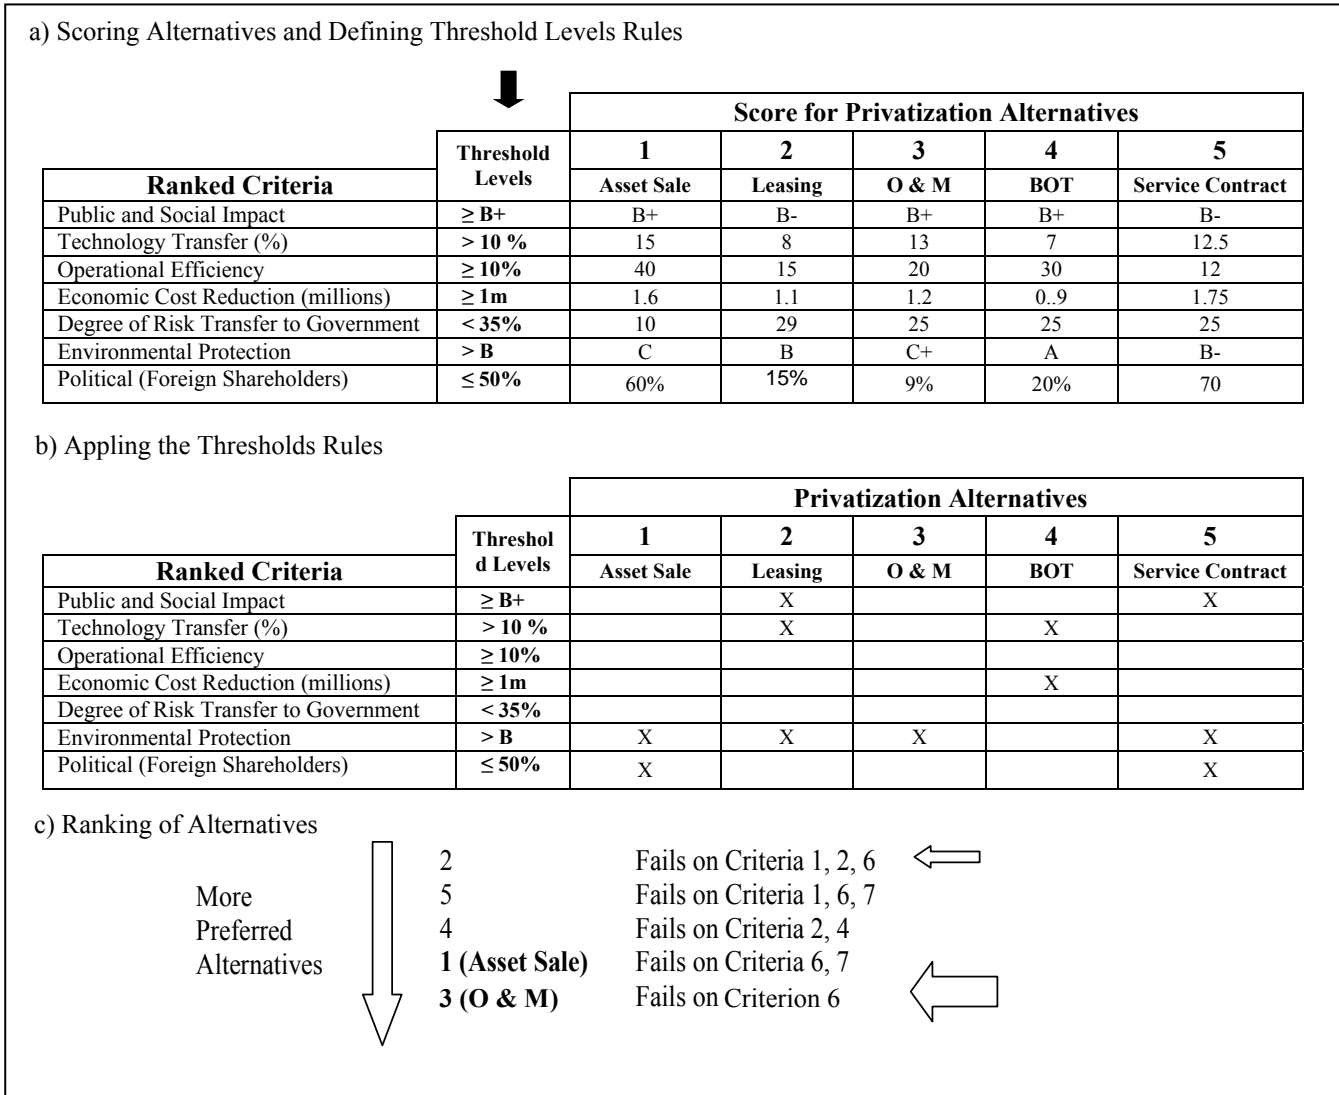 a) Scoring Alternatives and Defining Threshold Levels Rules
Score for Privatization Alternatives
Threshold Levels 1 2 3 4 5
Ranked Criteria Asset Sale Leasing O & M BOT Service Contract
Public and Social Impact ≥ B+ B+ B- B+ B+ B-
Technology Transfer (%) > 10 % 15 8 13 7 12.5
Operational Efficiency ≥ 10% 40 15 20 30 12
Economic Cost Reduction (millions) ≥ 1m 1.6 1.1 1.2 0..9 1.75
Degree of Risk Transfer to Government < 35% 10 29 25 25 25
Environmental Protection > B C B C+ A B-
Political (Foreign Shareholders) ≤ 50% 60% 15% 9% 20% 70
b) Appling the Thresholds Rules
Privatization Alternatives
Threshol d Levels 1 2 3 4 5
Ranked Criteria Asset Sale Leasing O & M BOT Service Contract
Public and Social Impact ≥ B+ X X
Technology Transfer (%) > 10 % X X
Operational Efficiency ≥ 10%
Economic Cost Reduction (millions) ≥ 1m X
Degree of Risk Transfer to Government < 35%
Environmental Protection > B X X X X
Political (Foreign Shareholders) ≤ 50% X X
c) Ranking of Alternatives
2 Fails on Criteria 1, 2, 6
More 5 Fails on Criteria 1, 6, 7
Preferred 4 Fails on Criteria 2, 4
Alternatives 1 (Asset Sale) Fails on Criteria 6, 7
3 (O & M) Fails on Criterion 6